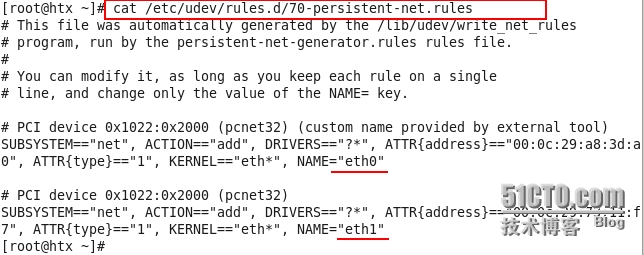 [root@htx ~]# cat /etc/udev/rules.d/70-persistent-net.rules
# This file was automatically generated by the /lib/udev/write_net_rules
# program, run by the persistent-net-generator.rules rules file.
#
# You can modify it, as long as you keep each rule on a single
# line, and change only the value of the NAME= key.
# PCI device 0x1022:0x2000 (pcnet32) (custom name provided by external tool)
SUBSYSTEM=="net", ACTION=="add", DRIVERS=="?*", ATTR{address}=="00:0c:29:a8:3d:a
0", ATTR{type}=="1", KERNEL=="eth*", NAME="eth0"
# PCI device 0x1022:0x2000 (pcnet32)
SUBSYSTEM=="net", ACTION=="add", DRIVERS=="?*", ATTR{address}==
7", ATTR{type}=="1", KERNEL=="eth*", NAME="eth1"
[root@htx ~]#
51CTO.com
技术博客 Blog